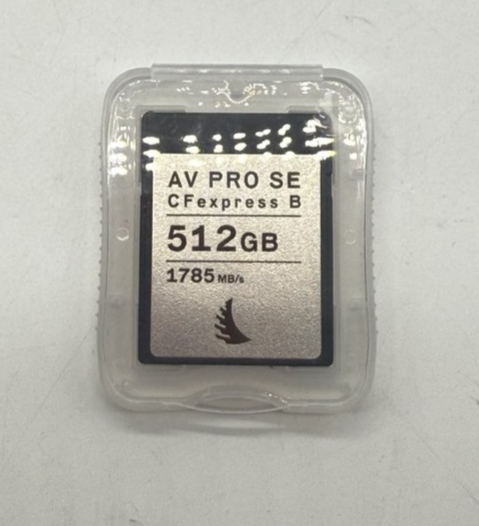 AV PRO SE
CFexpress B
512GB
1785 MB/s